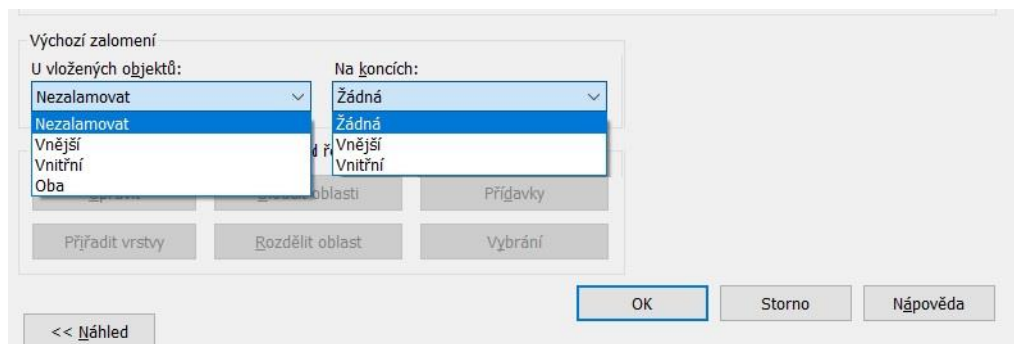 Výchozí zalomení
U vložených objektů:
Na koncích:
Nezalamovat
Žádná
Nezalamovat
Vnější
Vnitřní
Oba
Žádná
Vnější
Vnitřní
oblasti
Přídavky
Přiřadit vrstvy
Rozdělit oblast
Vybrání
OK
Storno
Nápověda
<< Náhled